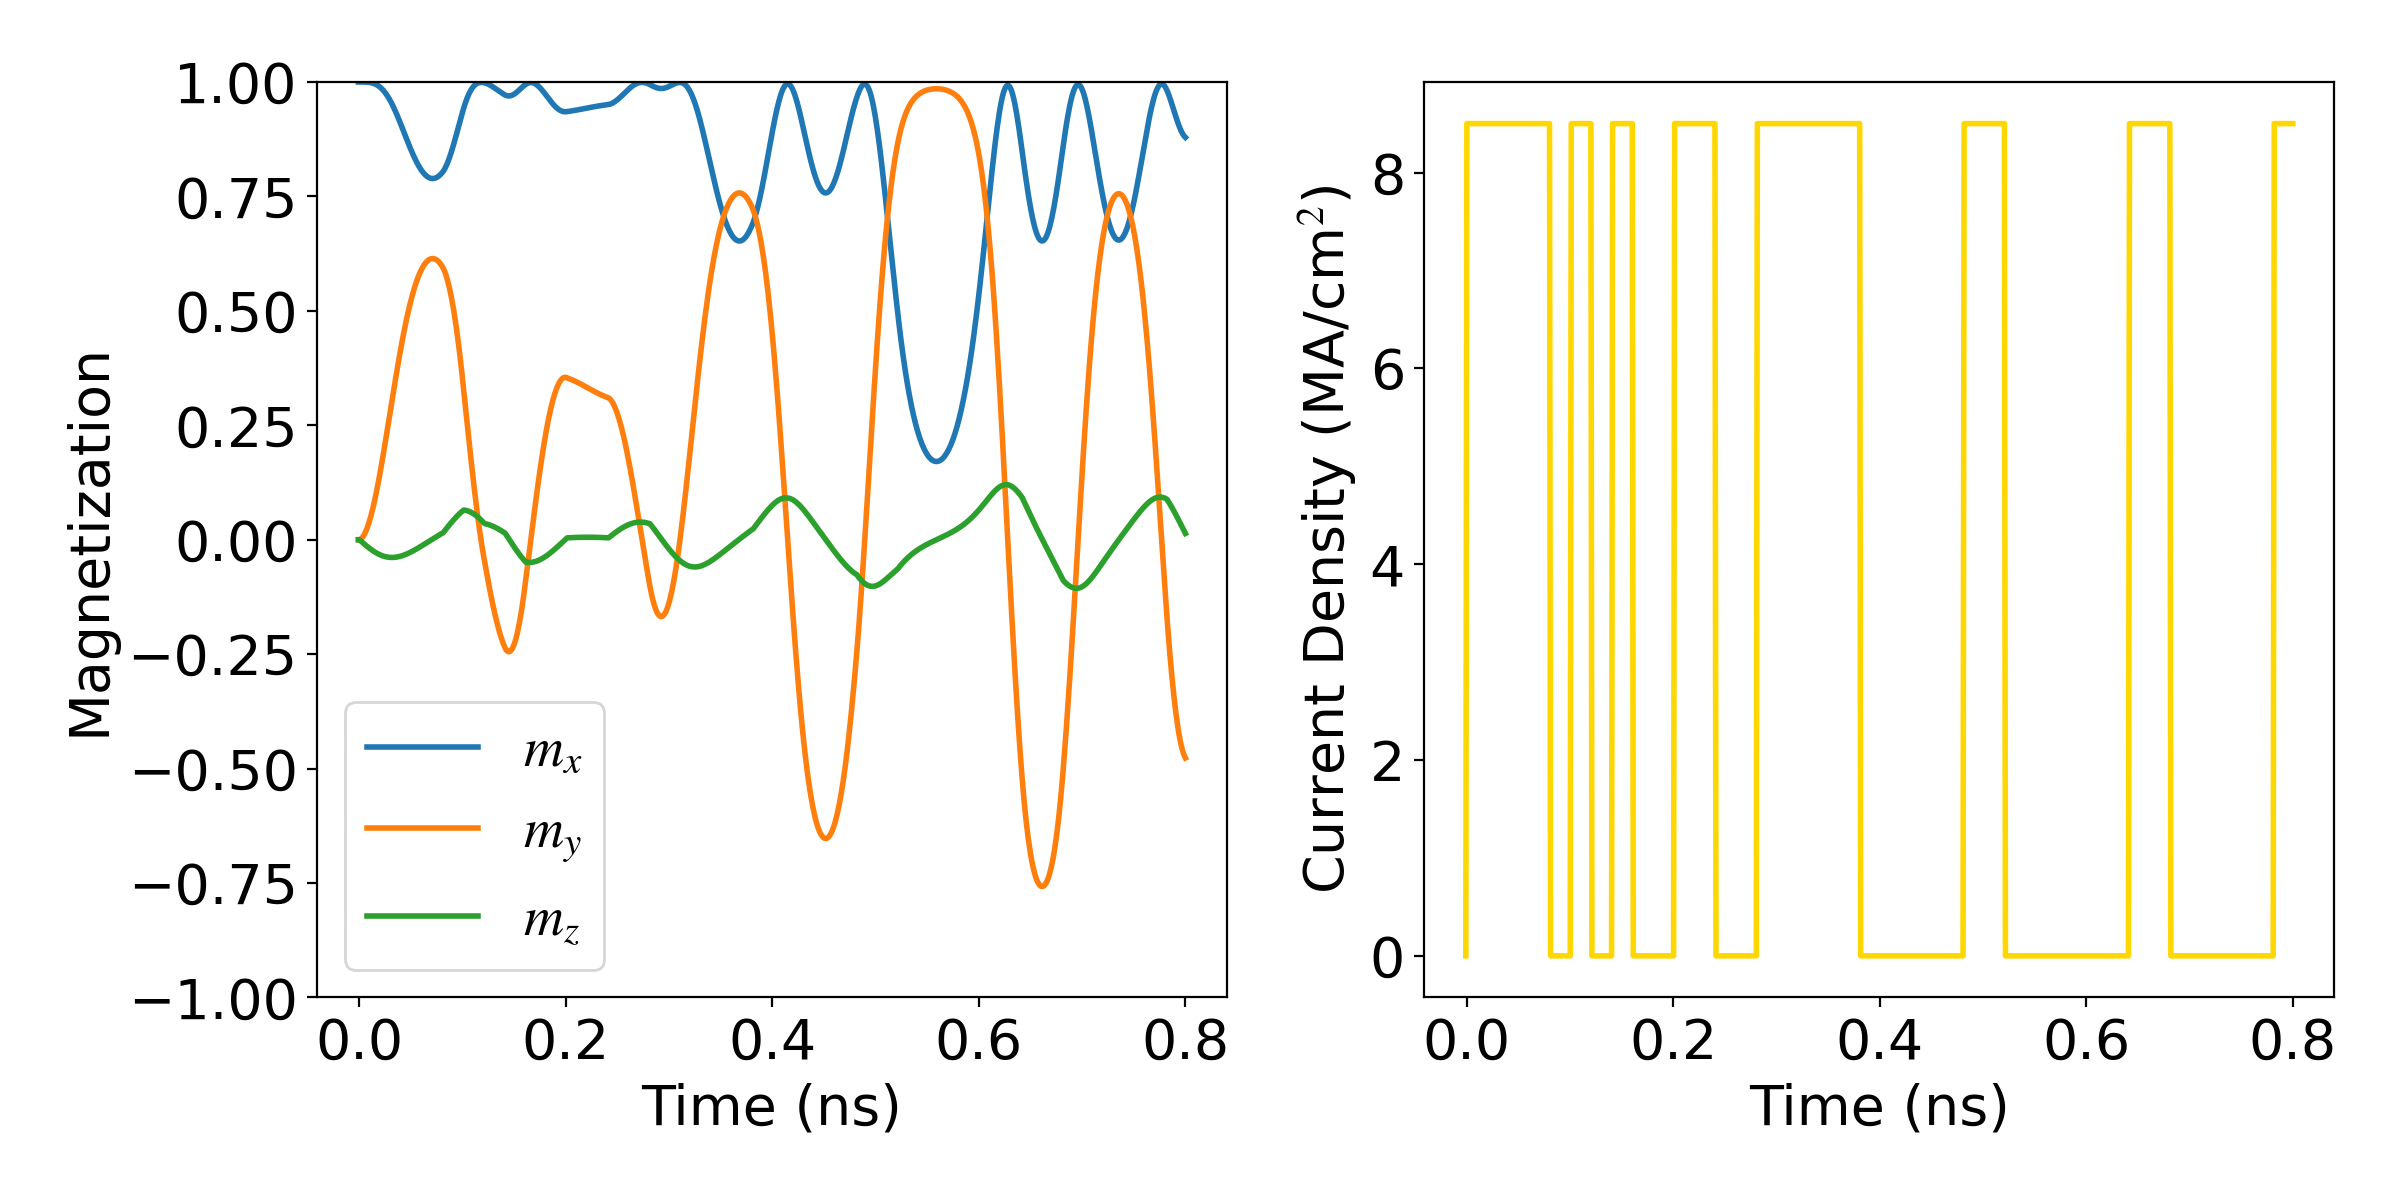 Magnetization
1.00
0.75
0.50
0.25
0.00
−0.25
−0.50
−0.75
−1.00
0.0 0.2 0.4 0.6 0.8
Time (ns)
m_x
m_y
m_z
Current Density (MA/cm²)
8
6
4
2
0
0.0 0.2 0.4 0.6 0.8
Time (ns)